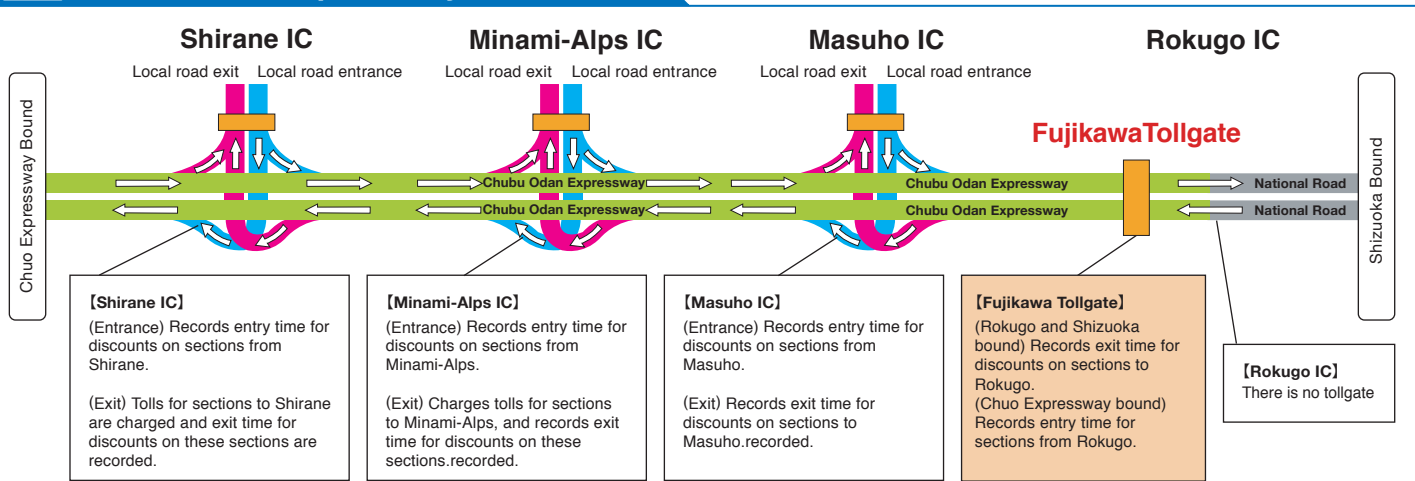 Shirane IC
Minami-Alps IC
Masuho IC
Rokugo IC
Local road exit
Local road entrance
Local road exit
Local road entrance
Local road exit
Local road entrance
Chuo Expressway Bound
FujikawaTollgate
Shizuoka Bound
Chubu Odan Expressway
Chubu Odan Expressway
National Road
Chubu Odan Expressway
Chubu Odan Expressway
National Road
【Shirane IC】
(Entrance) Records entry time for
discounts on sections from
Shirane.
(Exit) Tolls for sections to Shirane
are charged and exit time for
discounts on these sections are
recorded.
【Minami-Alps IC】
(Entrance) Records entry time for
discounts on sections from
Minami-Alps.
(Exit) Charges tolls for sections
to Minami-Alps, and records exit
time for discounts on these
sections.recorded.
【Masuho IC】
(Entrance) Records entry time for
discounts on sections from
Masuho.
(Exit) Records exit time for
discounts on sections to
Masuho.recorded.
【Fujikawa Tollgate】
(Rokugo and Shizuoka
bound) Records exit time for
discounts on sections to
Rokugo.
(Chuo Expressway bound)
Records entry time for
sections from Rokugo.
【Rokugo IC】
There is no tollgate